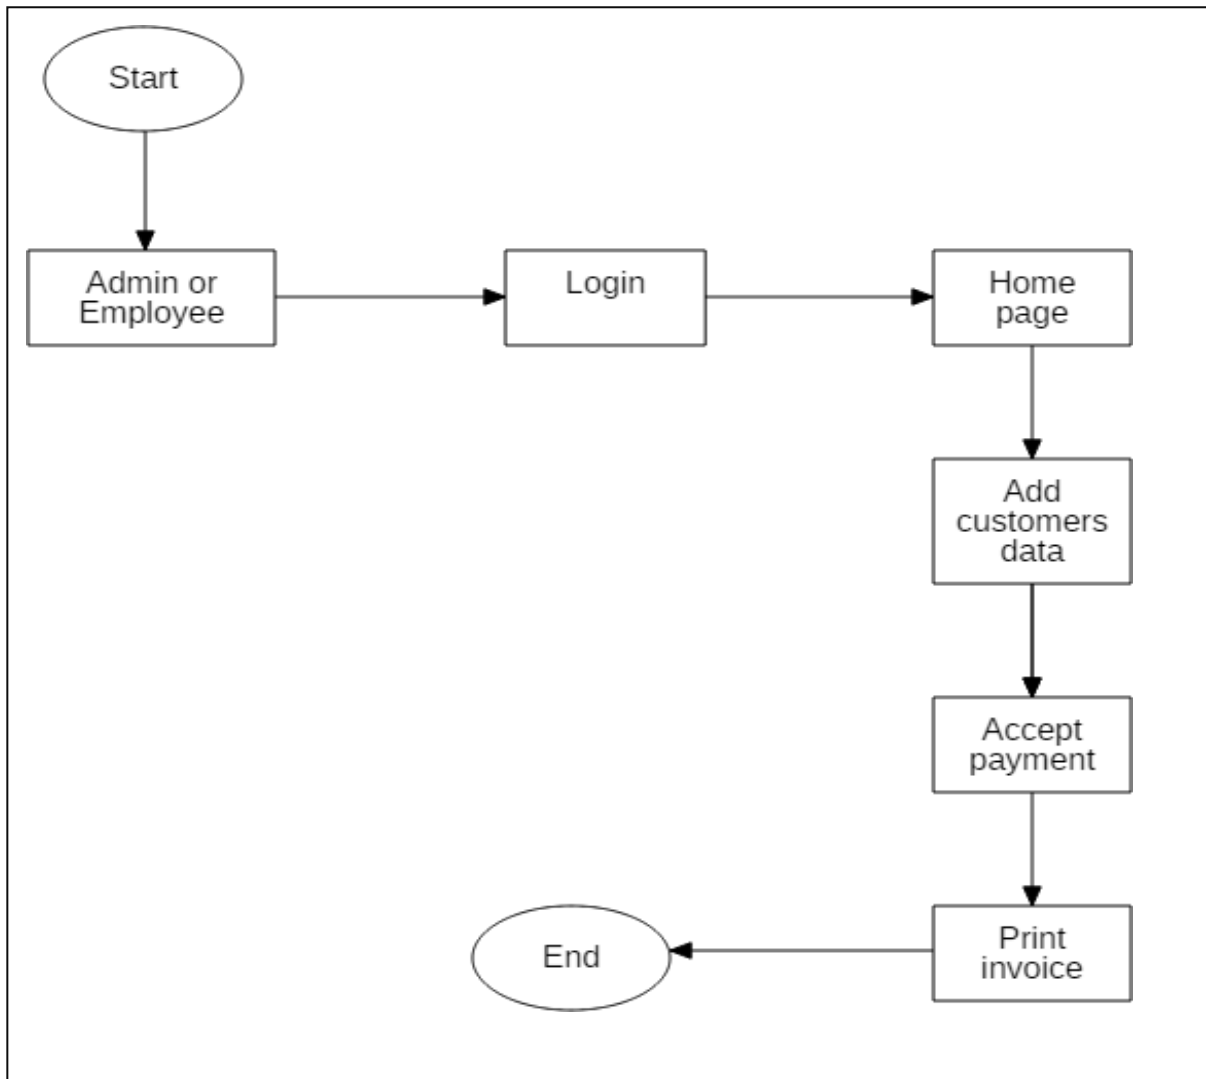 Start
Admin or
Employee
Login
Home
page
Add
customers
data
Accept
payment
Print
invoice
End